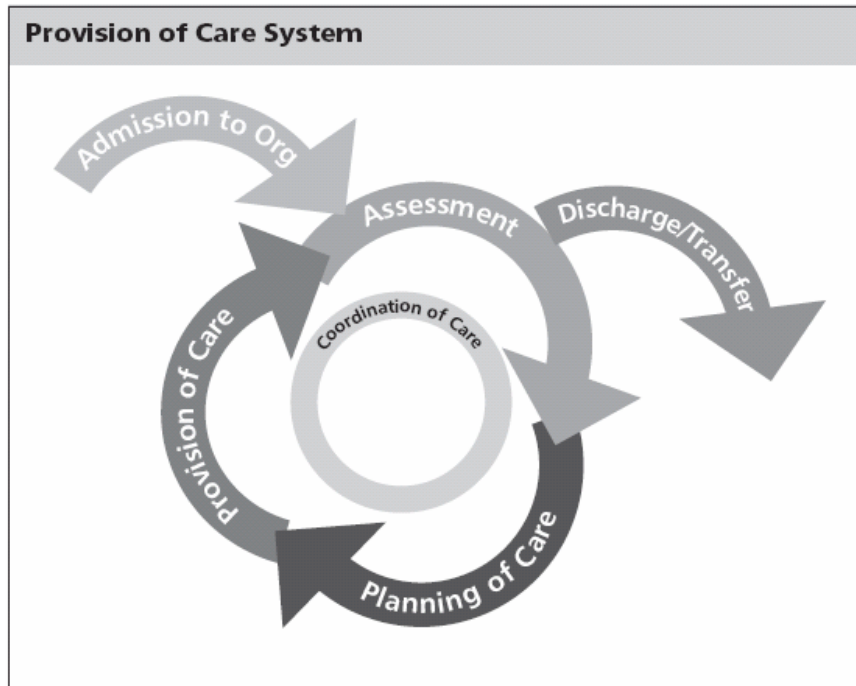 Provision of Care System
Admission to Org
Assessment
Discharge/Transfer
Coordination of Care
Provision of Care
Planning of Care